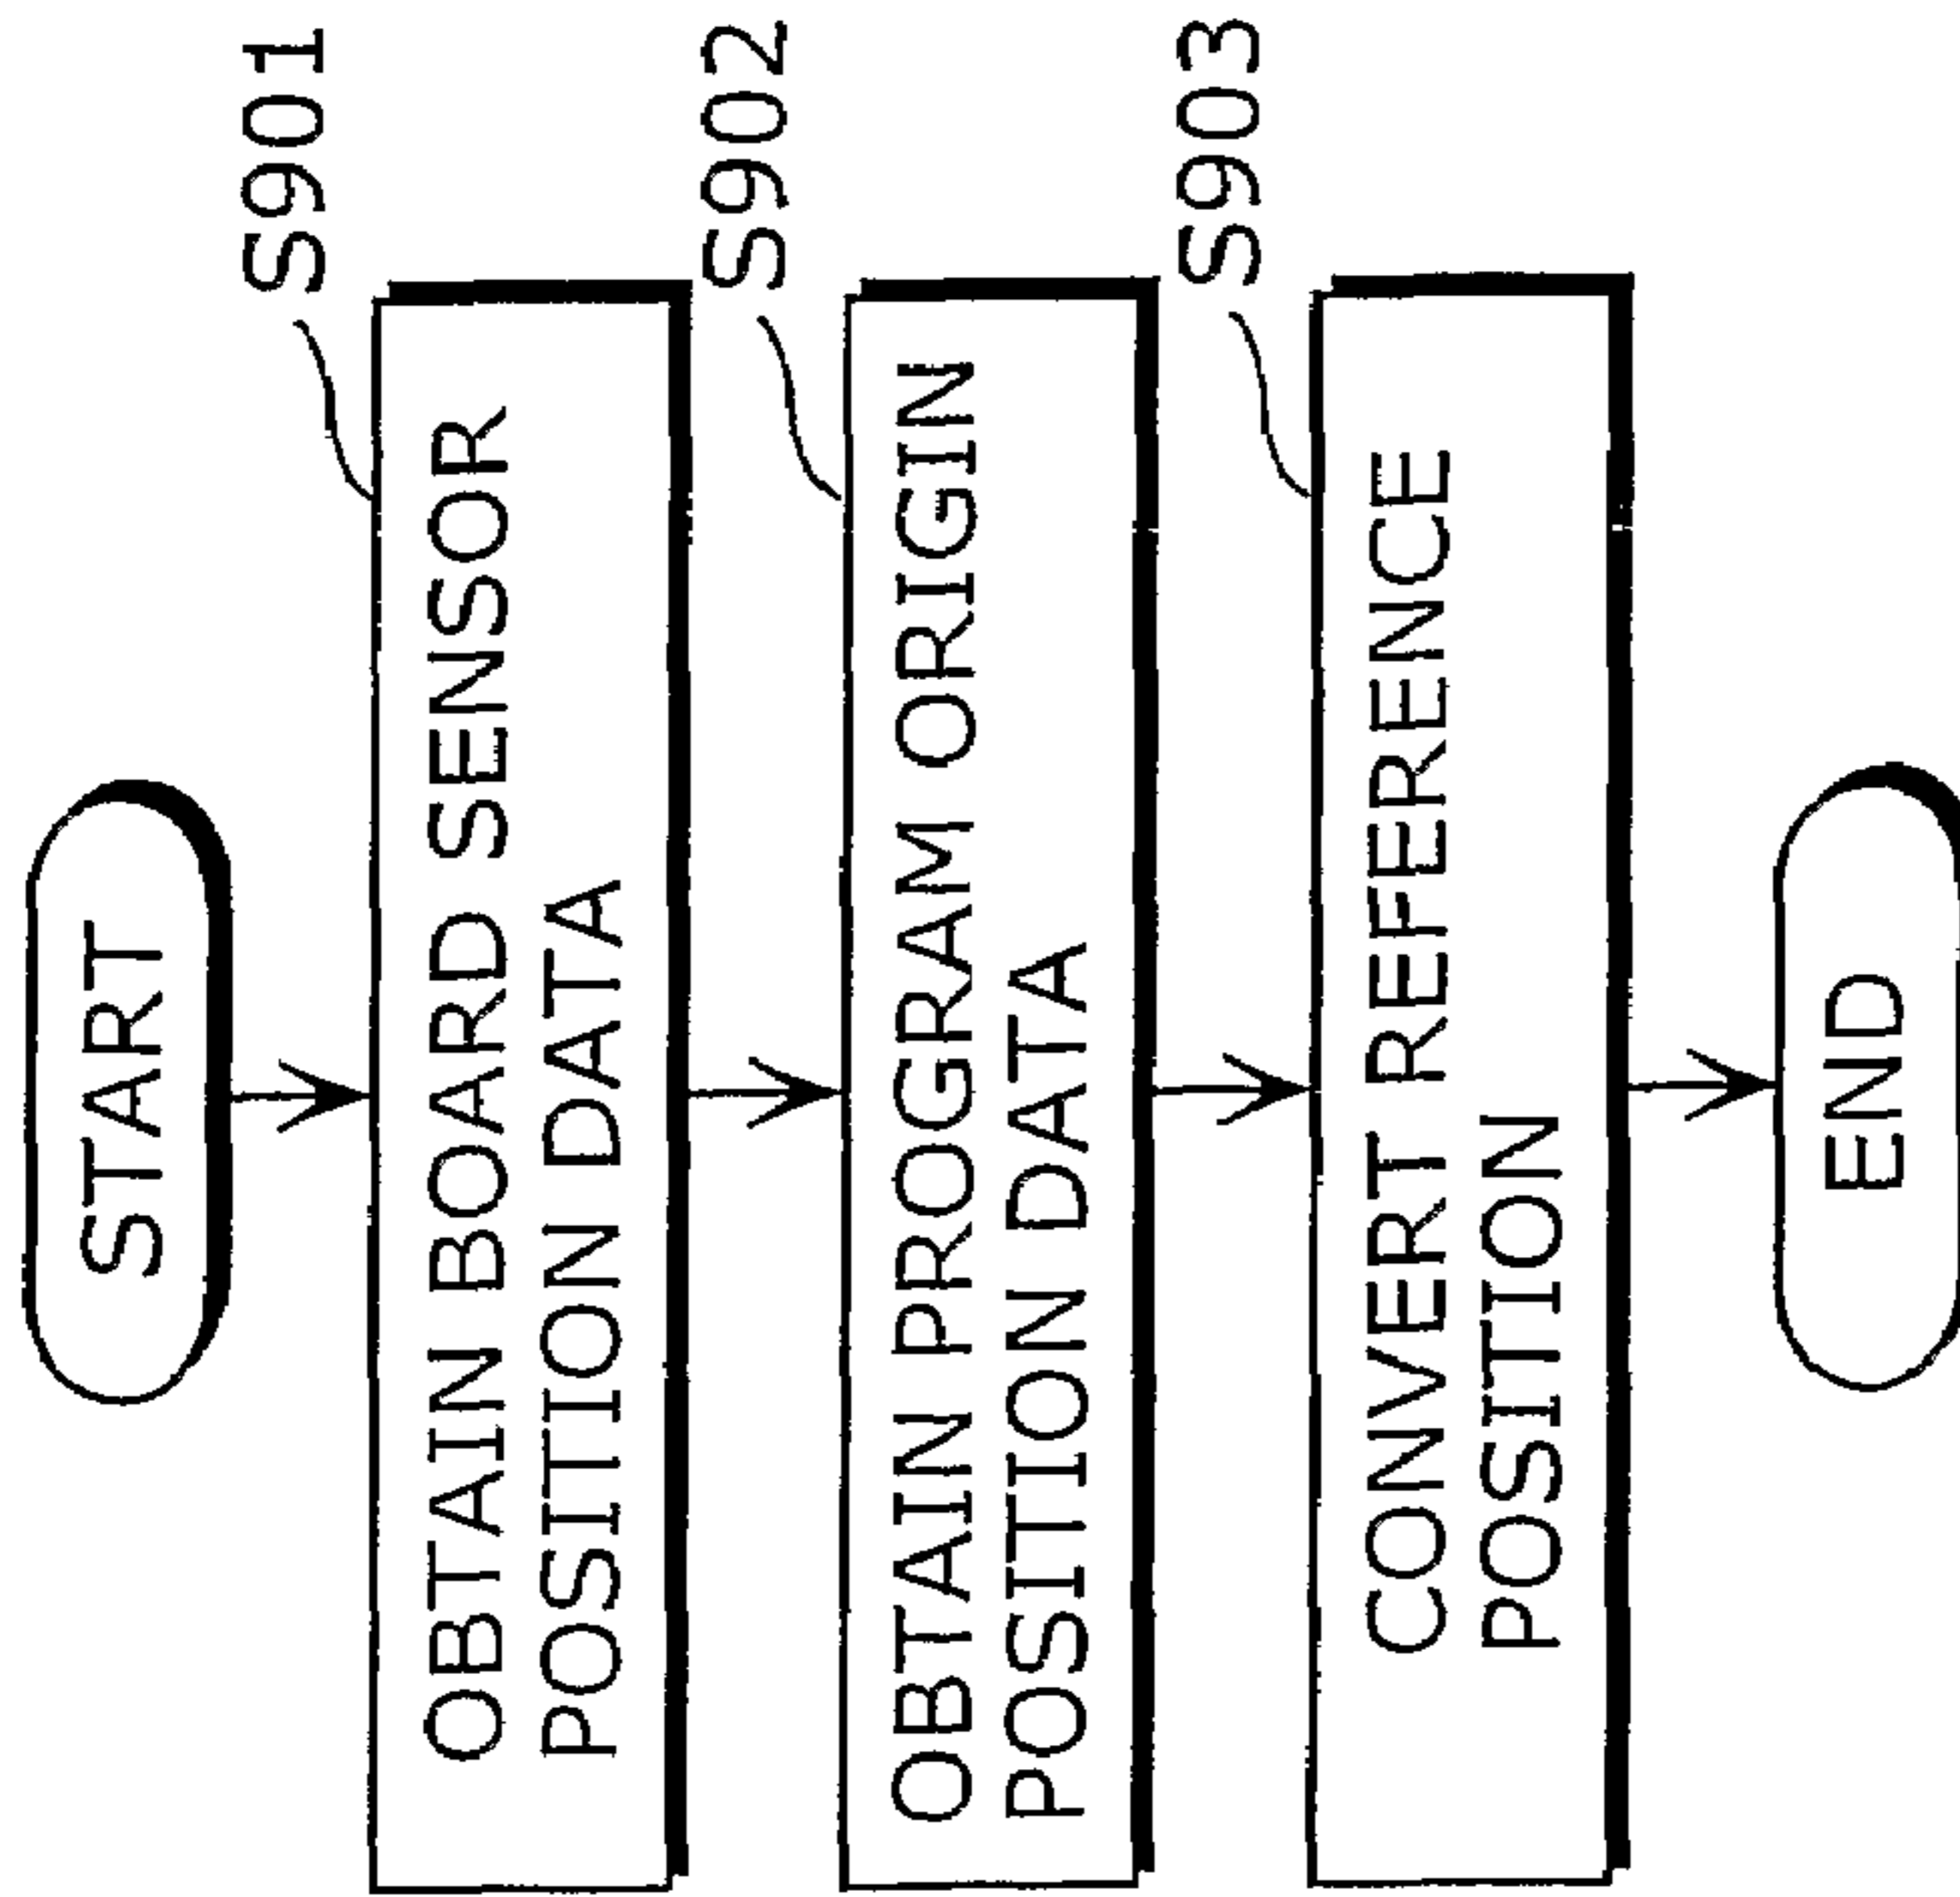 START
S901
OBTAIN BOARD SENSOR
POSITION DATA
S902
OBTAIN PROGRAM ORIGIN
POSITION DATA
S903
CONVERT REFERENCE
POSITION
END